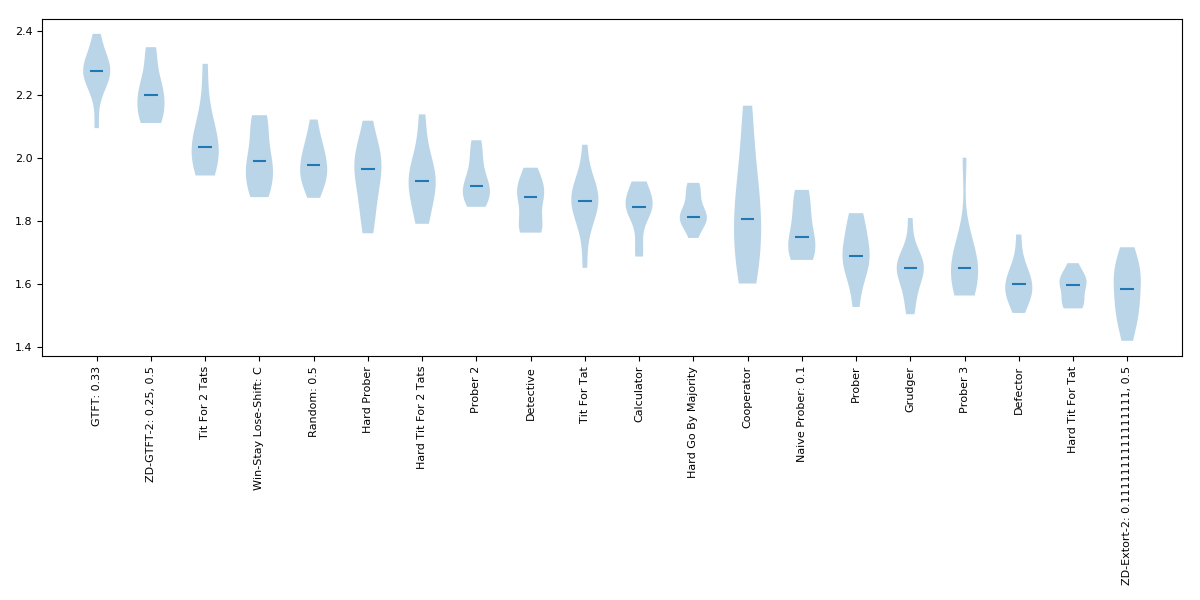 2.4
2.2
2.0
1.8
1.6
1.4
GTFT: 0.33
ZD-GTFT-2: 0.25, 0.5
Tit For 2 Tats
Win-Stay Lose-Shift: C
Random: 0.5
Hard Prober
Hard Tit For 2 Tats
Prober 2
Detective
Tit For Tat
Calculator
Hard Go By Majority
Cooperator
Naive Prober: 0.1
Prober
Grudger
Prober 3
Defector
Hard Tit For Tat
ZD-Extort-2: 0.1111111111111111, 0.5